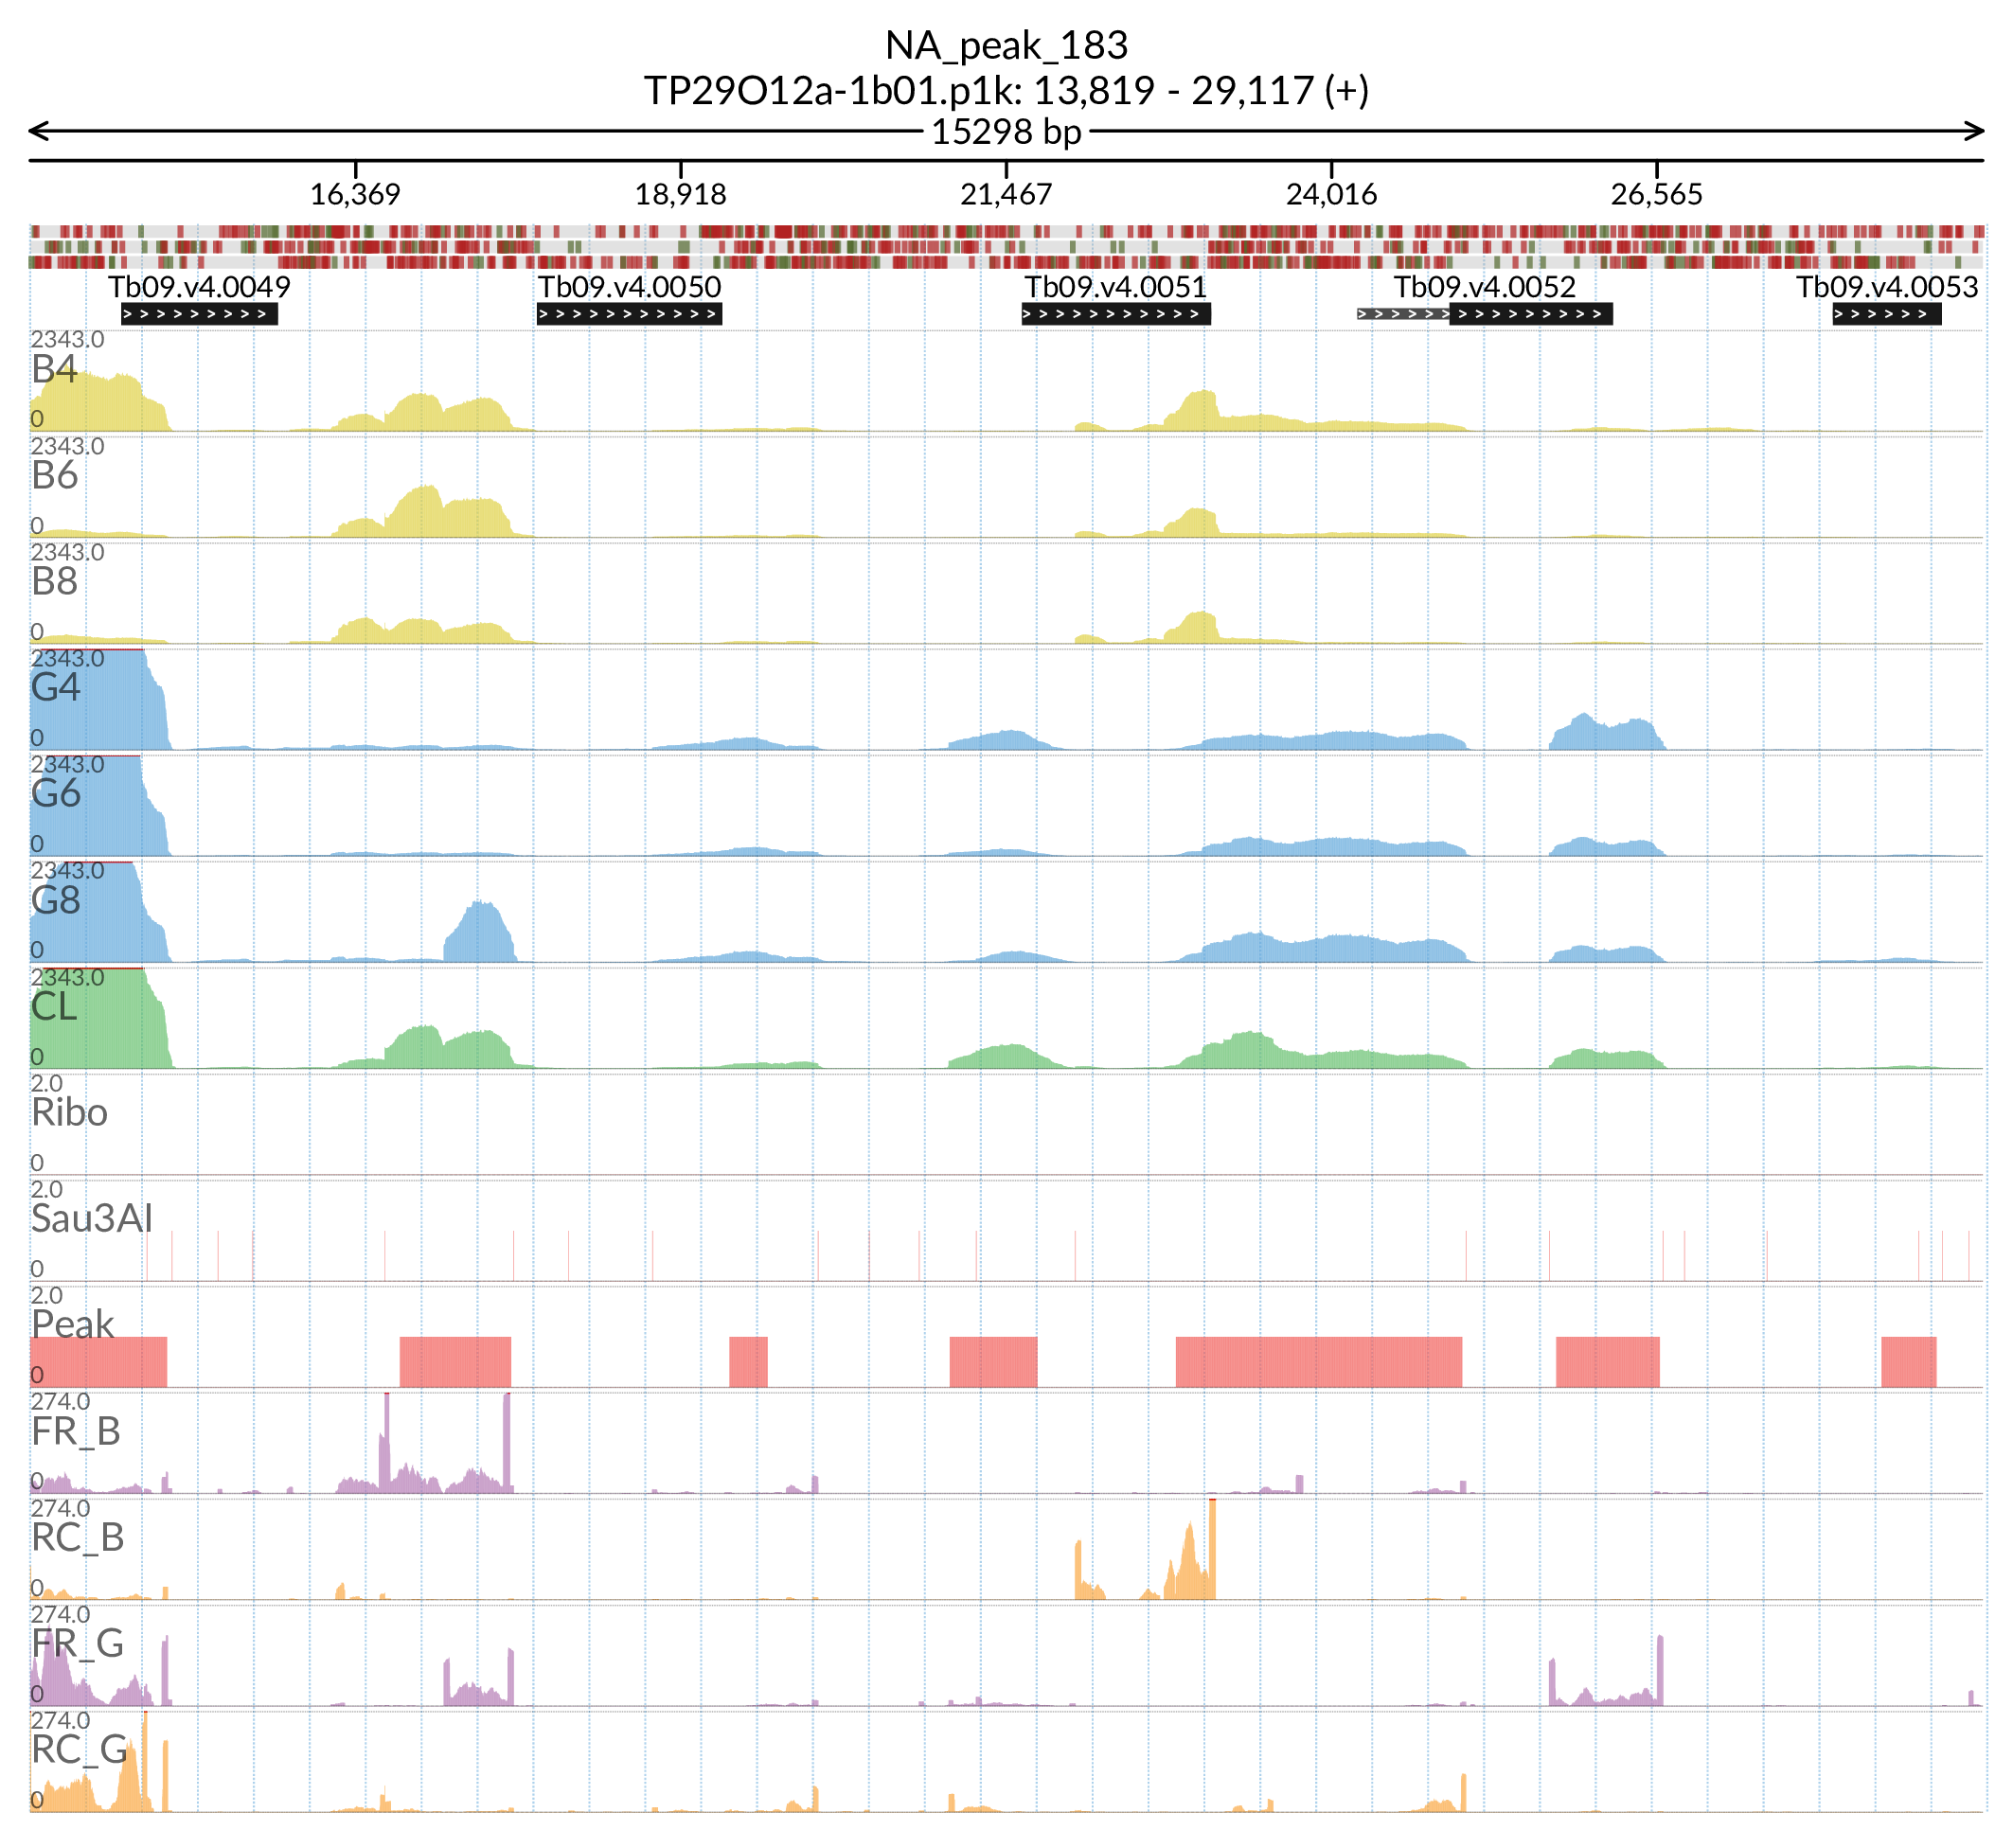 NA_peak_183
TP29O12a-1b01.p1k: 13,819 - 29,117 (+)
15298 bp
16,369 18,918 21,467 24,016 26,565
Tb09.v4.0049 Tb09.v4.0050 Tb09.v4.0051 Tb09.v4.0052 Tb09.v4.0053
2343.0
B4
0
2343.0
B6
0
2343.0
B8
0
2343.0
G4
0
2343.0
G6
0
2343.0
G8
0
2343.0
CL
0
2.0
Ribo
0
2.0
Sau3AI
0
2.0
Peak
0
274.0
FR_B
0
274.0
RC_B
0
274.0
FR_G
0
274.0
RC_G
0